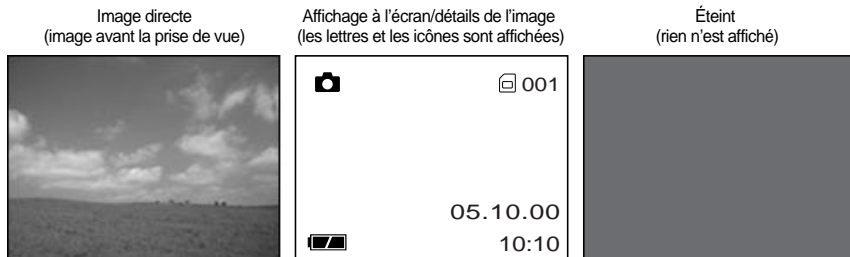 Image directe
(image avant la prise de vue)
Affichage à l'écran/détails de l'image
(les lettres et les icônes sont affichées)
Éteint
(rien n'est affiché)
001
05.10.00
10:10